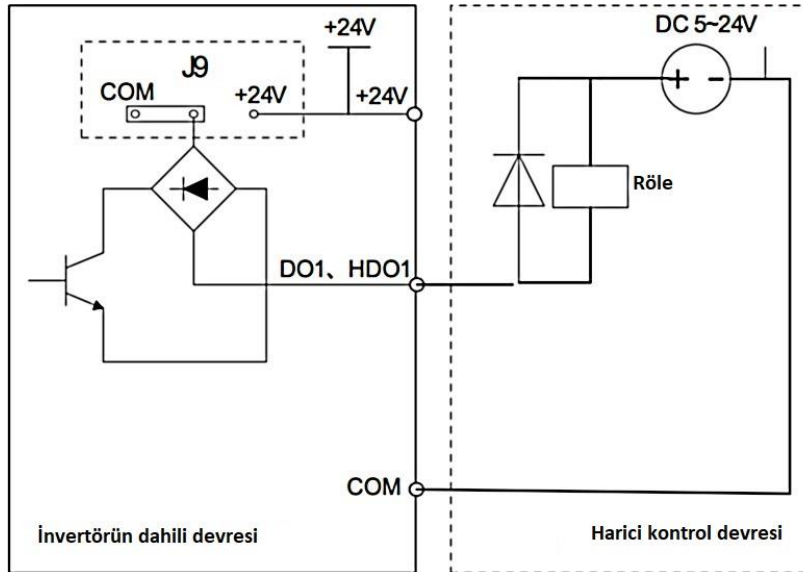 +24V
DC 5~24V
J9
COM
+24V
+24V
+
-
Röle
DO1、HDO1
COM
İnvertörün dahili devresi
Harici kontrol devresi